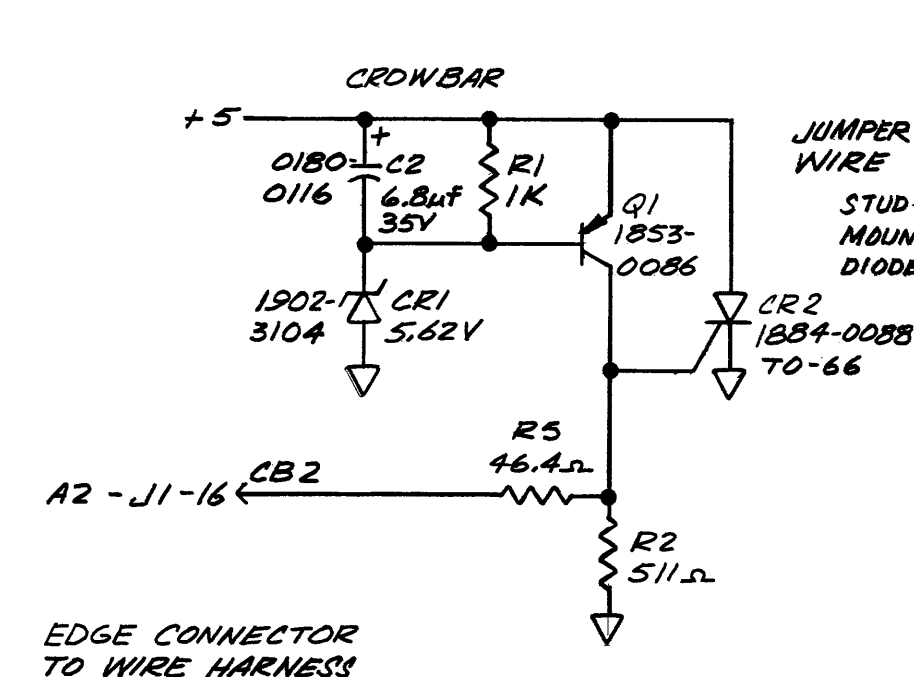 CROWBAR
+5
+
0180-
0116
C2
6.8uf
35V
R1
1K
JUMPER
WIRE
STUD-
MOUN
DIODE
Q1
1853-
0086
1902-
3104
CR1
5.62V
CR2
1884-0088
TO-66
R5
46.4Ω
A2-J1-16
CB2
R2
511Ω
EDGE CONNECTOR
TO WIRE HARNESS